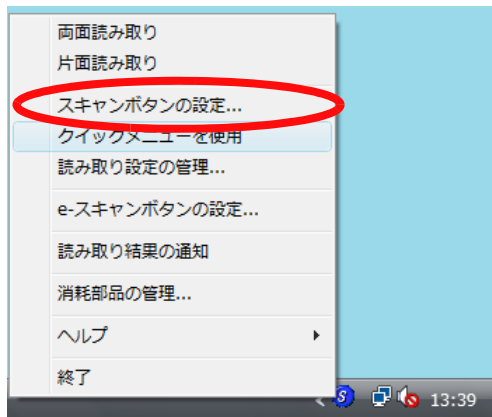 両面読み取り
片面読み取り
スキャンボタンの設定...
クイックメニューを使用
読み取り設定の管理...
e-スキャンボタンの設定...
読み取り結果の通知
消耗部品の管理...
ヘルプ
終了
S
13:39